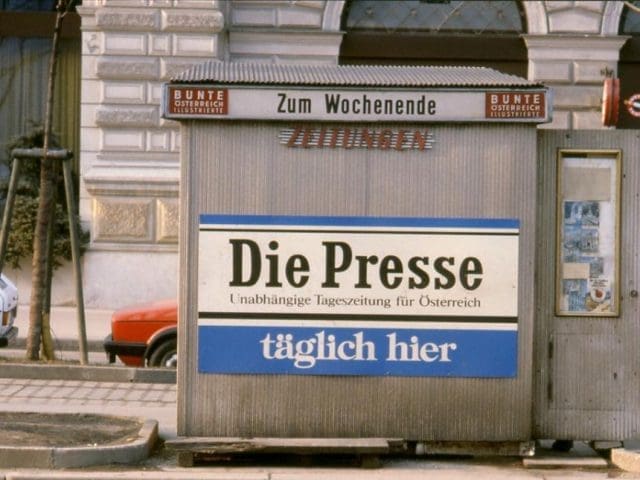 BUNTE
ÖSTERREICH
ILLUSTRIERTE
Zum Wochenende
BUNTE
ÖSTERREICH
ILLUSTRIERTE
ZEITUNGEN
Die Presse
Unabhängige Tageszeitung für Österreich
täglich hier